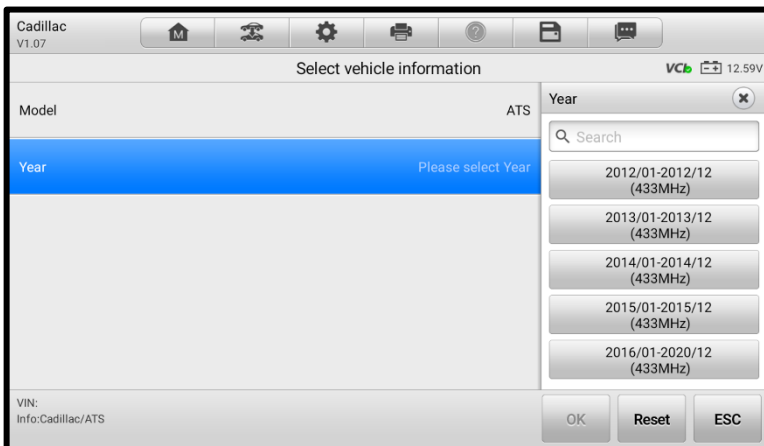 Cadillac
V1.07
M
Select vehicle information
VCI
12.59V
Model
ATS
Year
Please select Year
Year
Search
2012/01-2012/12
(433MHz)
2013/01-2013/12
(433MHz)
2014/01-2014/12
(433MHz)
2015/01-2015/12
(433MHz)
2016/01-2020/12
(433MHz)
VIN:
Info:Cadillac/ATS
OK
Reset
ESC